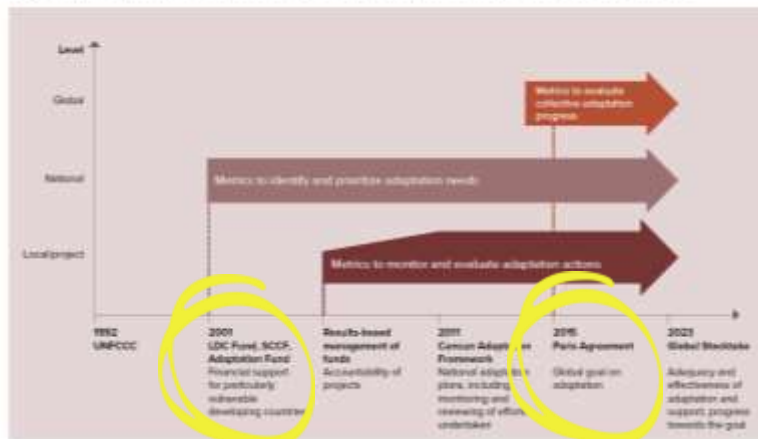 Level
Global
Metrics to evaluate
collective adaptation
progress
National
Metrics to identify and prioritize adaptation needs
Local/project
Metrics to monitor and evaluate adaptation actions
1992
UNFCCC
2001
LDC Fund, SCCF,
Adaptation Fund
Financial support
for particularly
vulnerable
developing countries
Results-based
management of
funds
Accountability of
projects
2011
Cancun Adaptation
Framework
National adaptation
plans, including
monitoring and
reviewing of efforts
undertaken
2015
Paris Agreement
Global goal on
adaptation
2023
Global Stocktake
Adequacy and
effectiveness of
adaptation and
support; progress
towards the goal